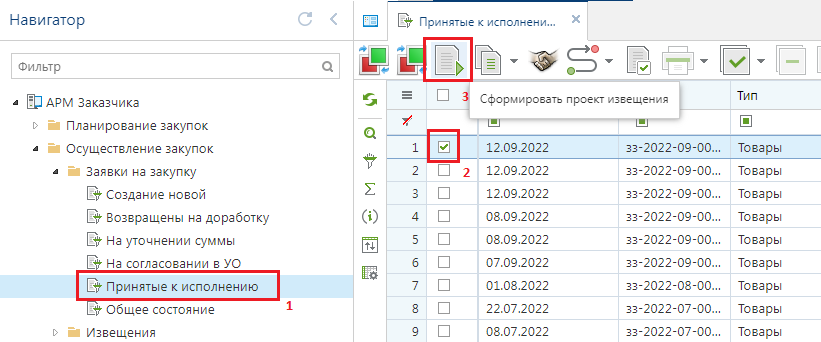 Навигатор
Фильтр
АРМ Заказчика
Планирование закупок
Осуществление закупок
Заявки на закупку
Создание новой
Возвращены на доработку
На уточнении суммы
На согласовании в УО
Принятые к исполнению
1
Общее состояние
Извещения
Принятые к исполнени...
3
Сформировать проект извещения
Тип
1 12.09.2022 зз-2022-09-00... Товары
2
2 12.09.2022 зз-2022-09-00... Товары
3 12.09.2022 зз-2022-09-00... Товары
4 08.09.2022 зз-2022-09-00... Товары
5 08.09.2022 зз-2022-09-00... Товары
6 07.09.2022 зз-2022-09-00... Товары
7 01.08.2022 зз-2022-08-00... Товары
8 22.07.2022 зз-2022-07-00... Товары
9 08.07.2022 зз-2022-07-00... Товары